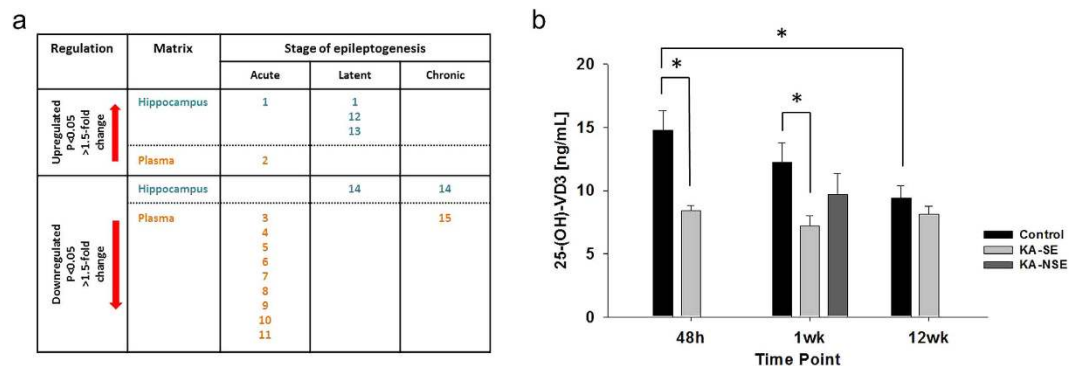 a
Regulation Matrix Stage of epileptogenesis
Acute Latent Chronic
Upregulated
P<0.05
>1.5-fold
change
Hippocampus 1 1
12
13
Plasma 2
Downregulated
P<0.05
>1.5-fold
change
Hippocampus 14 14
Plasma 3 15
4
5
6
7
8
9
10
11
b
*
* *
20
15
10
5
0
25-(OH)-VD3 [ng/mL]
48h 1wk 12wk
Time Point
Control
KA-SE
KA-NSE